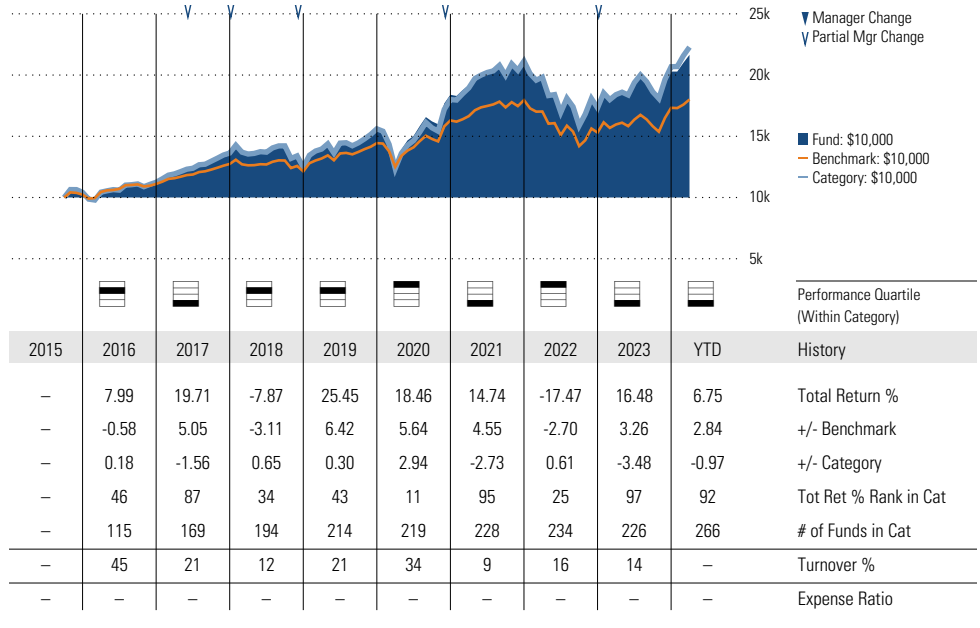 25k
▼ Manager Change
Partial Mgr Change
20k
15k
Fund: $10,000
Benchmark: $10,000
Category: $10,000
10k
5k
Performance Quartile
(Within Category)
2015 2016 2017 2018 2019 2020 2021 2022 2023 YTD History
– 7.99 19.71 -7.87 25.45 18.46 14.74 -17.47 16.48 6.75 Total Return %
– -0.58 5.05 -3.11 6.42 5.64 4.55 -2.70 3.26 2.84 +/- Benchmark
– 0.18 -1.56 0.65 0.30 2.94 -2.73 0.61 -3.48 -0.97 +/- Category
– 46 87 34 43 11 95 25 97 92 Tot Ret % Rank in Cat
– 115 169 194 214 219 228 234 226 266 # of Funds in Cat
– 45 21 12 21 34 9 16 14 – Turnover %
– – – – – – – – – – Expense Ratio